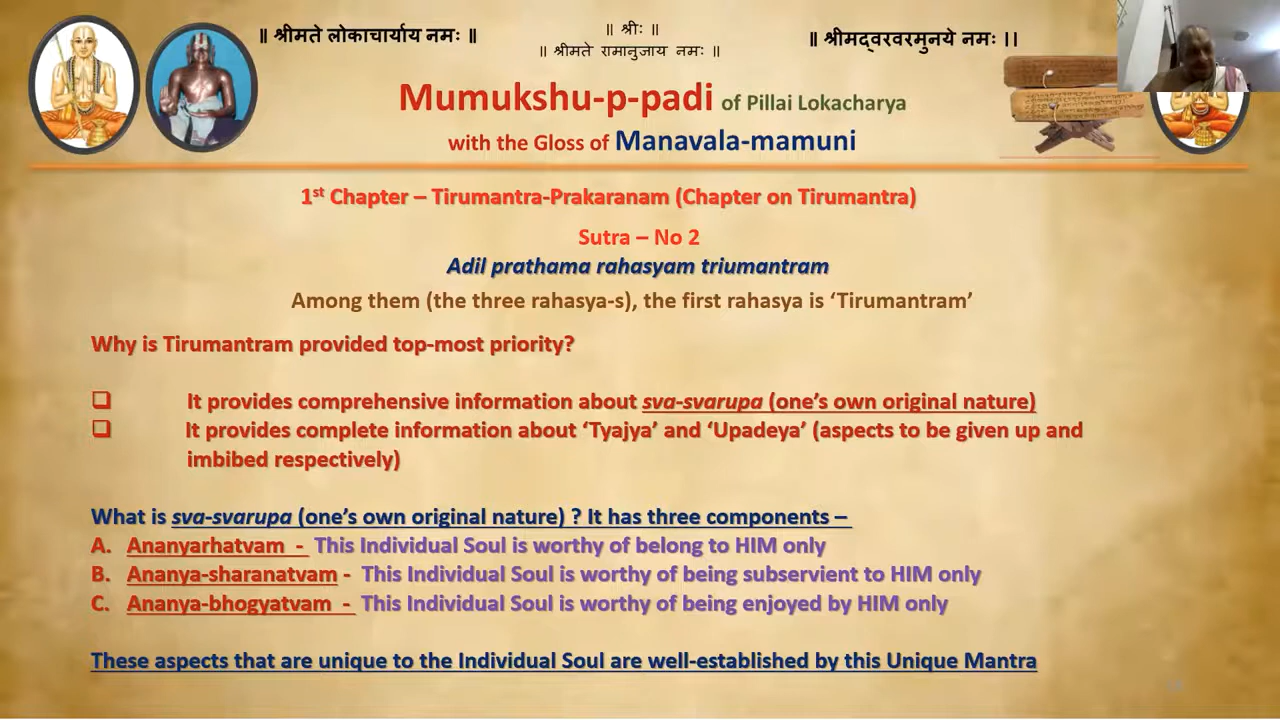 ॥ श्रीमते लोकाचार्याय नमः ॥
॥ श्रीः ॥
॥ श्रीमते रामानुजाय नमः ॥
॥ श्रीमद्वरवरमुनये नमः ।।
Mumukshu-p-padi of Pillai Lokacharya
with the Gloss of Manavala-mamuni
1st Chapter – Tirumantra-Prakaranam (Chapter on Tirumantra)
Sutra – No 2
Adil prathama rahasyam triumantram
Among them (the three rahasya-s), the first rahasya is ‘Tirumantram’
Why is Tirumantram provided top-most priority?
❑ It provides comprehensive information about sva-svarupa (one’s own original nature)
❑ It provides complete information about ‘Tyajya’ and ‘Upadeya’ (aspects to be given up and
imbibed respectively)
What is sva-svarupa (one’s own original nature) ? It has three components –
A. Ananyarhatvam - This Individual Soul is worthy of belong to HIM only
B. Ananya-sharanatvam - This Individual Soul is worthy of being subservient to HIM only
C. Ananya-bhogyatvam - This Individual Soul is worthy of being enjoyed by HIM only
These aspects that are unique to the Individual Soul are well-established by this Unique Mantra